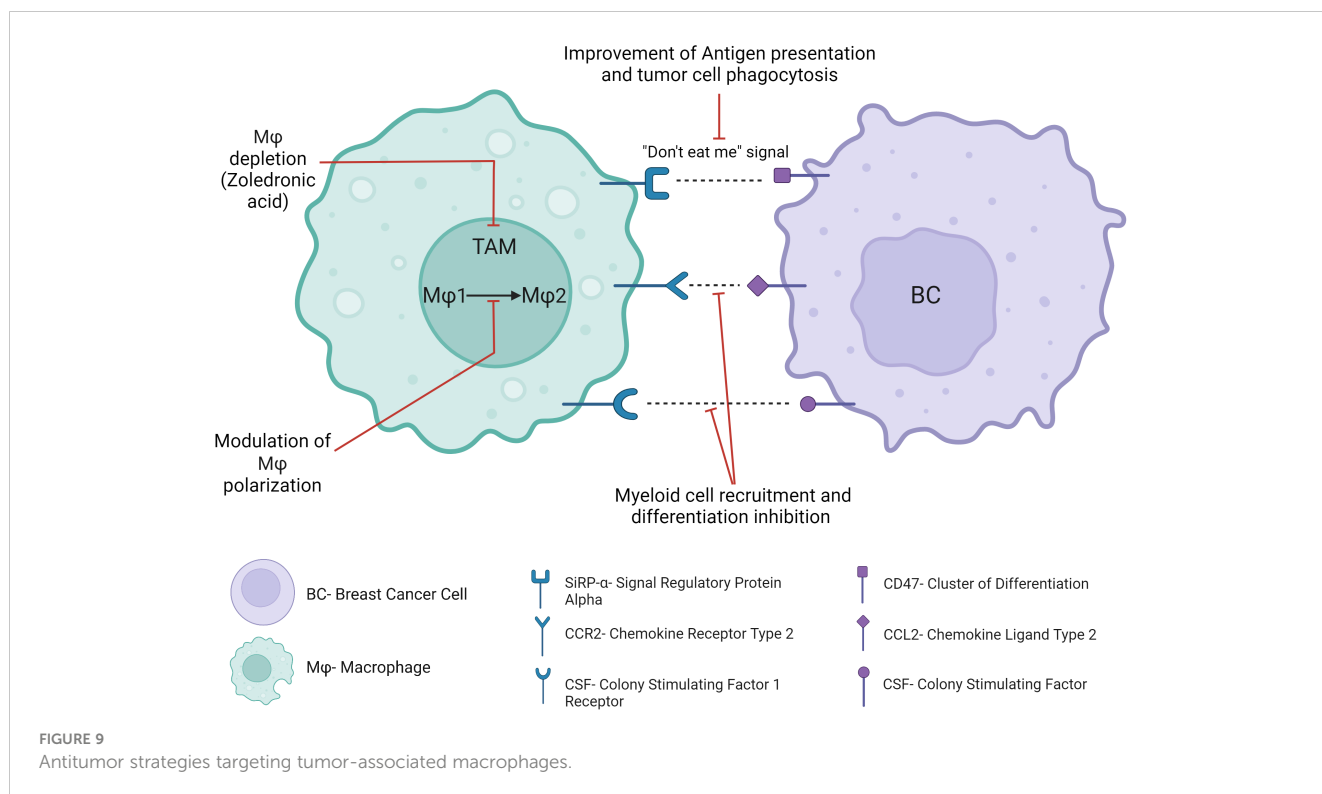 Improvement of Antigen presentation
and tumor cell phagocytosis
Mφ
depletion
(Zoledronic
acid)
"Don't eat me" signal
TAM
Mφ1
Mφ2
BC
Modulation of
Mφ
polarization
Myeloid cell recruitment and
differentiation inhibition
BC- Breast Cancer Cell
Mφ- Macrophage
SiRP-α- Signal Regulatory Protein
Alpha
CCR2- Chemokine Receptor Type 2
CSF- Colony Stimulating Factor 1
Receptor
CD47- Cluster of Differentiation
CCL2- Chemokine Ligand Type 2
CSF- Colony Stimulating Factor
FIGURE 9
Antitumor strategies targeting tumor-associated macrophages.